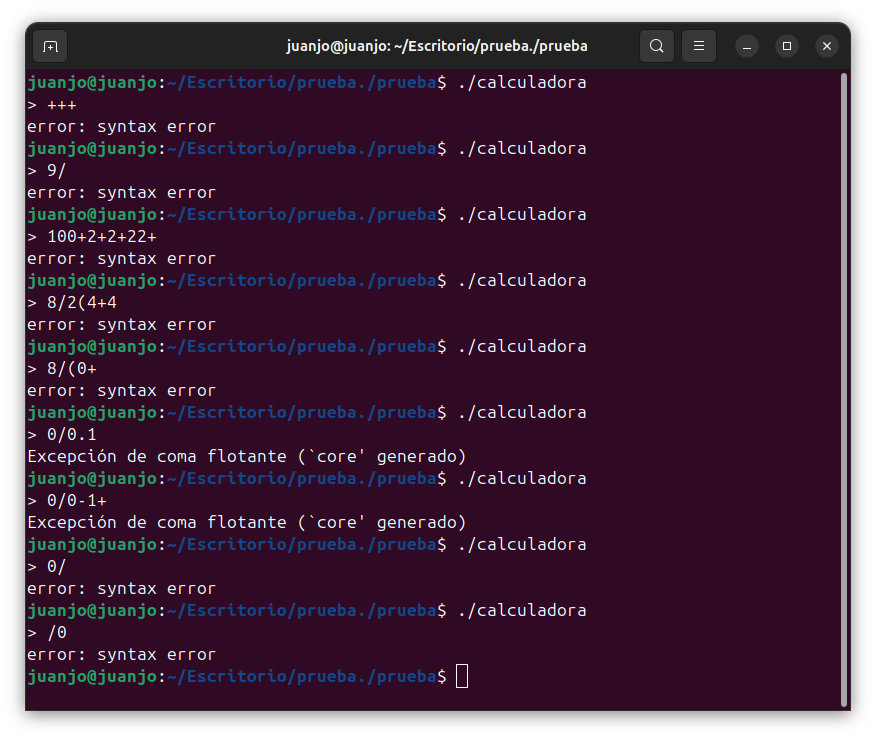 juanjo@juanjo: ~/Escritorio/prueba./prueba
juanjo@juanjo:~/Escritorio/prueba./prueba$ ./calculadora
> +++
error: syntax error
juanjo@juanjo:~/Escritorio/prueba./prueba$ ./calculadora
> 9/
error: syntax error
juanjo@juanjo:~/Escritorio/prueba./prueba$ ./calculadora
> 100+2+2+22+
error: syntax error
juanjo@juanjo:~/Escritorio/prueba./prueba$ ./calculadora
> 8/2(4+4
error: syntax error
juanjo@juanjo:~/Escritorio/prueba./prueba$ ./calculadora
> 8/(0+
error: syntax error
juanjo@juanjo:~/Escritorio/prueba./prueba$ ./calculadora
> 0/0.1
Excepción de coma flotante (`core' generado)
juanjo@juanjo:~/Escritorio/prueba./prueba$ ./calculadora
> 0/0-1+
Excepción de coma flotante (`core' generado)
juanjo@juanjo:~/Escritorio/prueba./prueba$ ./calculadora
> 0/
error: syntax error
juanjo@juanjo:~/Escritorio/prueba./prueba$ ./calculadora
> /0
error: syntax error
juanjo@juanjo:~/Escritorio/prueba./prueba$